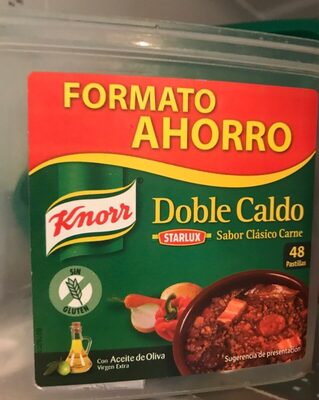 FORMATO
AHORRO
Knorr
Doble Caldo
STARLUX Sabor Clásico Carne
48
Pastillas
SIN
GLUTEN
Con Aceite de Oliva
Virgen Extra
Sugerencia de presentación